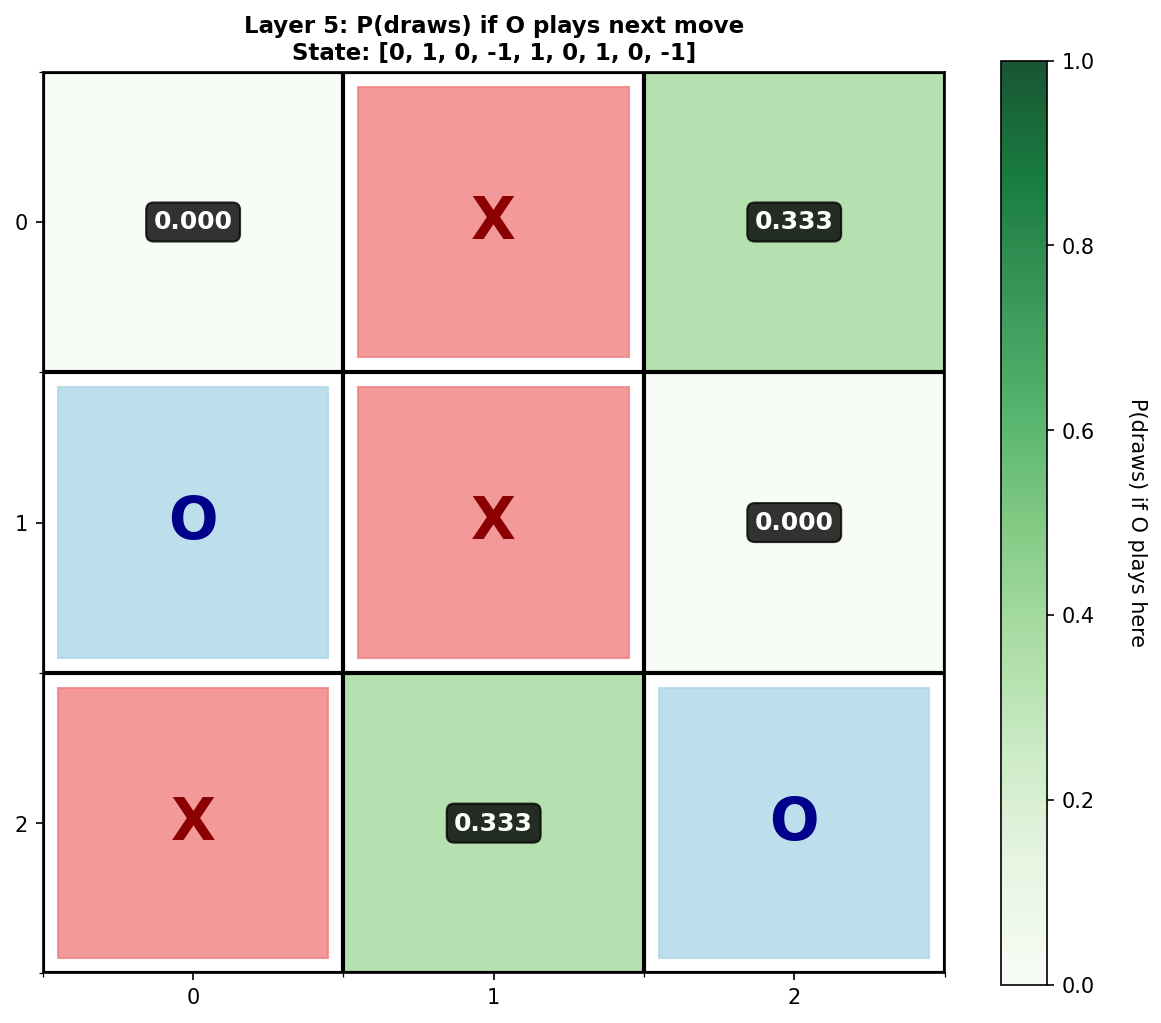 Layer 5: P(draws) if O plays next move
State: [0, 1, 0, -1, 1, 0, 1, 0, -1]
0.000 X 0.333
O X 0.000
X 0.333 O
0
1
2
0 1 2
1.0
0.8
0.6
0.4
0.2
0.0
P(draws) if O plays here